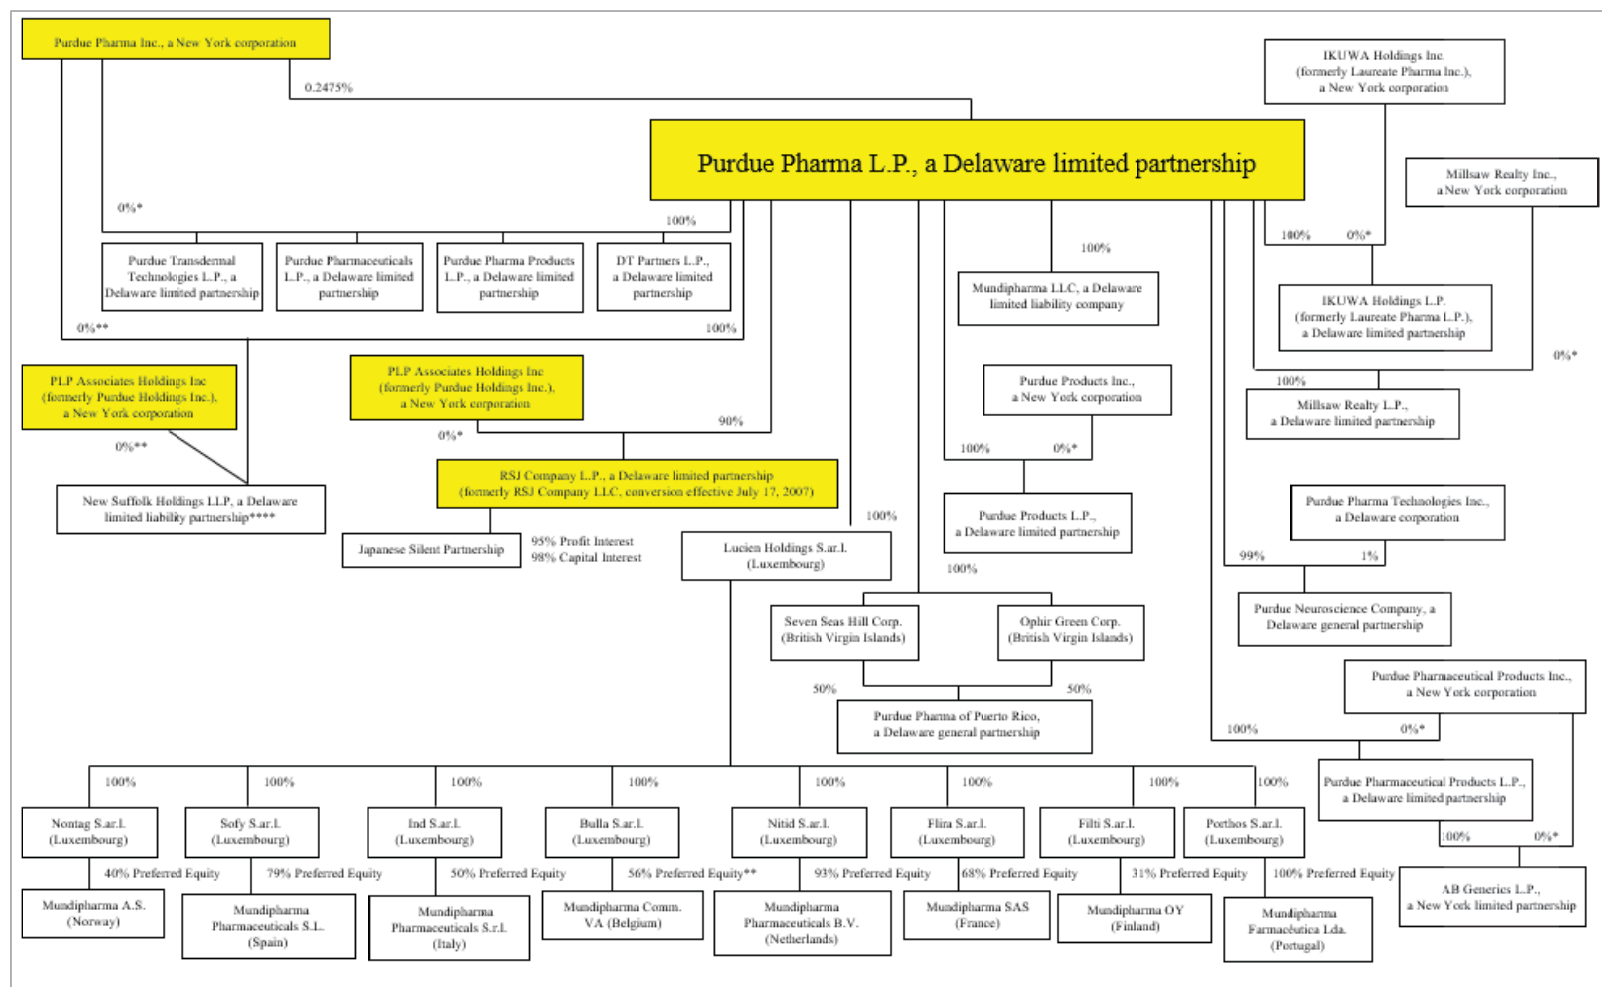 Purdue Pharma Inc., a New York corporation
0.2475%
IKUWA Holdings Inc
(formerly Laureate Pharma Inc.),
a New York corporation
Purdue Pharma L.P., a Delaware limited partnership
Millsaw Realty Inc.,
a New York corporation
0%*
100%
Purdue Transdermal
Technologies L.P., a
Delaware limited partnership
Purdue Pharmaceuticals
L.P., a Delaware limited
partnership
Purdue Pharma Products
L.P., a Delaware limited
partnership
DT Partners L.P.,
a Delaware limited
partnership
100%
Mundipharma LLC, a Delaware
limited liability company
100%
0%*
IKUWA Holdings L.P.
(formerly Laureate Pharma L.P.),
a Delaware limited partnership
0%**
100%
0%*
100%
Millsaw Realty L.P.,
a Delaware limited partnership
PLP Associates Holdings Inc
(formerly Purdue Holdings Inc.),
a New York corporation
0%**
PLP Associates Holdings Inc
(formerly Purdue Holdings Inc.),
a New York corporation
0%*
90%
Purdue Products Inc.,
a New York corporation
100%
0%*
RSJ Company L.P., a Delaware limited partnership
(formerly RSJ Company LLC, conversion effective July 17, 2007)
New Suffolk Holdings LLP, a Delaware
limited liability partnership****
Japanese Silent Partnership
95% Profit Interest
98% Capital Interest
100%
Lucien Holdings S.ar.l.
(Luxembourg)
Purdue Products L.P.,
a Delaware limited partnership
Purdue Pharma Technologies Inc.,
a Delaware corporation
99%
1%
Purdue Neuroscience Company, a
Delaware general partnership
100%
Seven Seas Hill Corp.
(British Virgin Islands)
Ophir Green Corp.
(British Virgin Islands)
50%
50%
Purdue Pharma of Puerto Rico,
a Delaware general partnership
Purdue Pharmaceutical Products Inc.,
a New York corporation
100%
0%*
Purdue Pharmaceutical Products L.P.,
a Delaware limited partnership
100%
0%*
AB Generics L.P.,
a New York limited partnership
100%
100%
100%
100%
100%
100%
100%
100%
Nontag S.ar.l.
(Luxembourg)
Sofy S.ar.l.
(Luxembourg)
Ind S.ar.l.
(Luxembourg)
Bulla S.ar.l.
(Luxembourg)
Nitid S.ar.l.
(Luxembourg)
Flira S.ar.l.
(Luxembourg)
Filti S.ar.l.
(Luxembourg)
Porthos S.ar.l.
(Luxembourg)
40% Preferred Equity
79% Preferred Equity
50% Preferred Equity
56% Preferred Equity**
93% Preferred Equity
68% Preferred Equity
31% Preferred Equity
100% Preferred Equity
Mundipharma A.S.
(Norway)
Mundipharma
Pharmaceuticals S.L.
(Spain)
Mundipharma
Pharmaceuticals S.r.l.
(Italy)
Mundipharma Comm.
VA (Belgium)
Mundipharma
Pharmaceuticals B.V.
(Netherlands)
Mundipharma SAS
(France)
Mundipharma OY
(Finland)
Mundipharma
Farmacêutica Lda.
(Portugal)